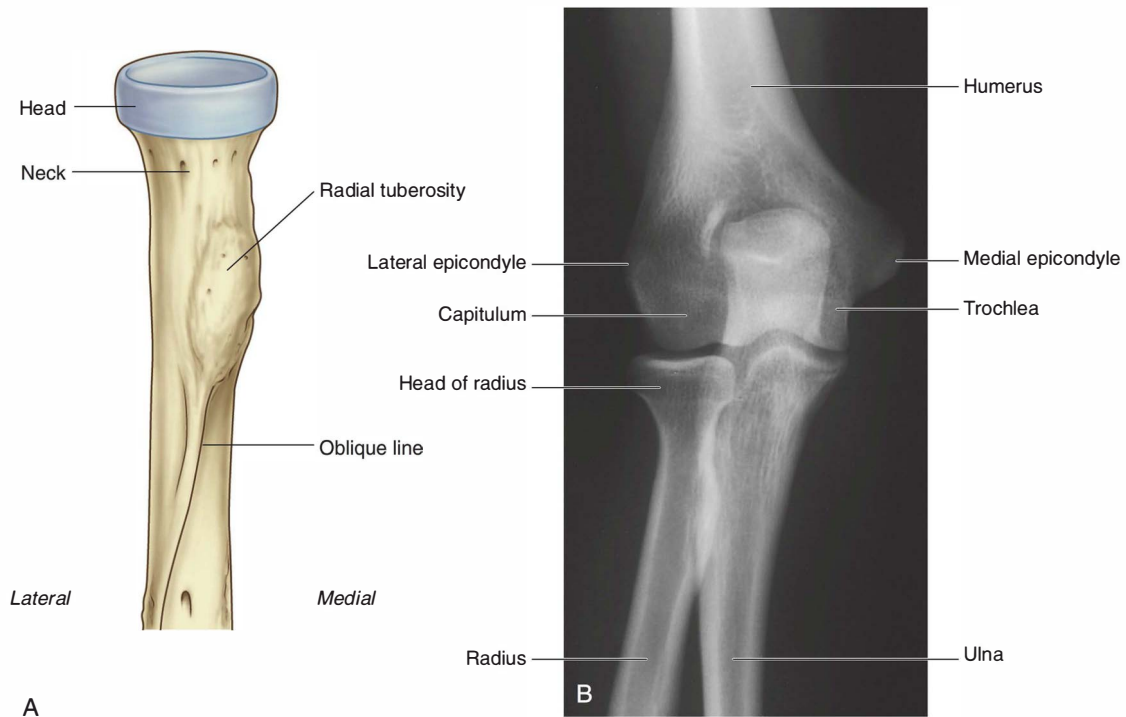 Head
Neck
Radial tuberosity
Oblique line
Lateral
Medial
A
Humerus
Lateral epicondyle
Medial epicondyle
Capitulum
Trochlea
Head of radius
Radius
Ulna
B